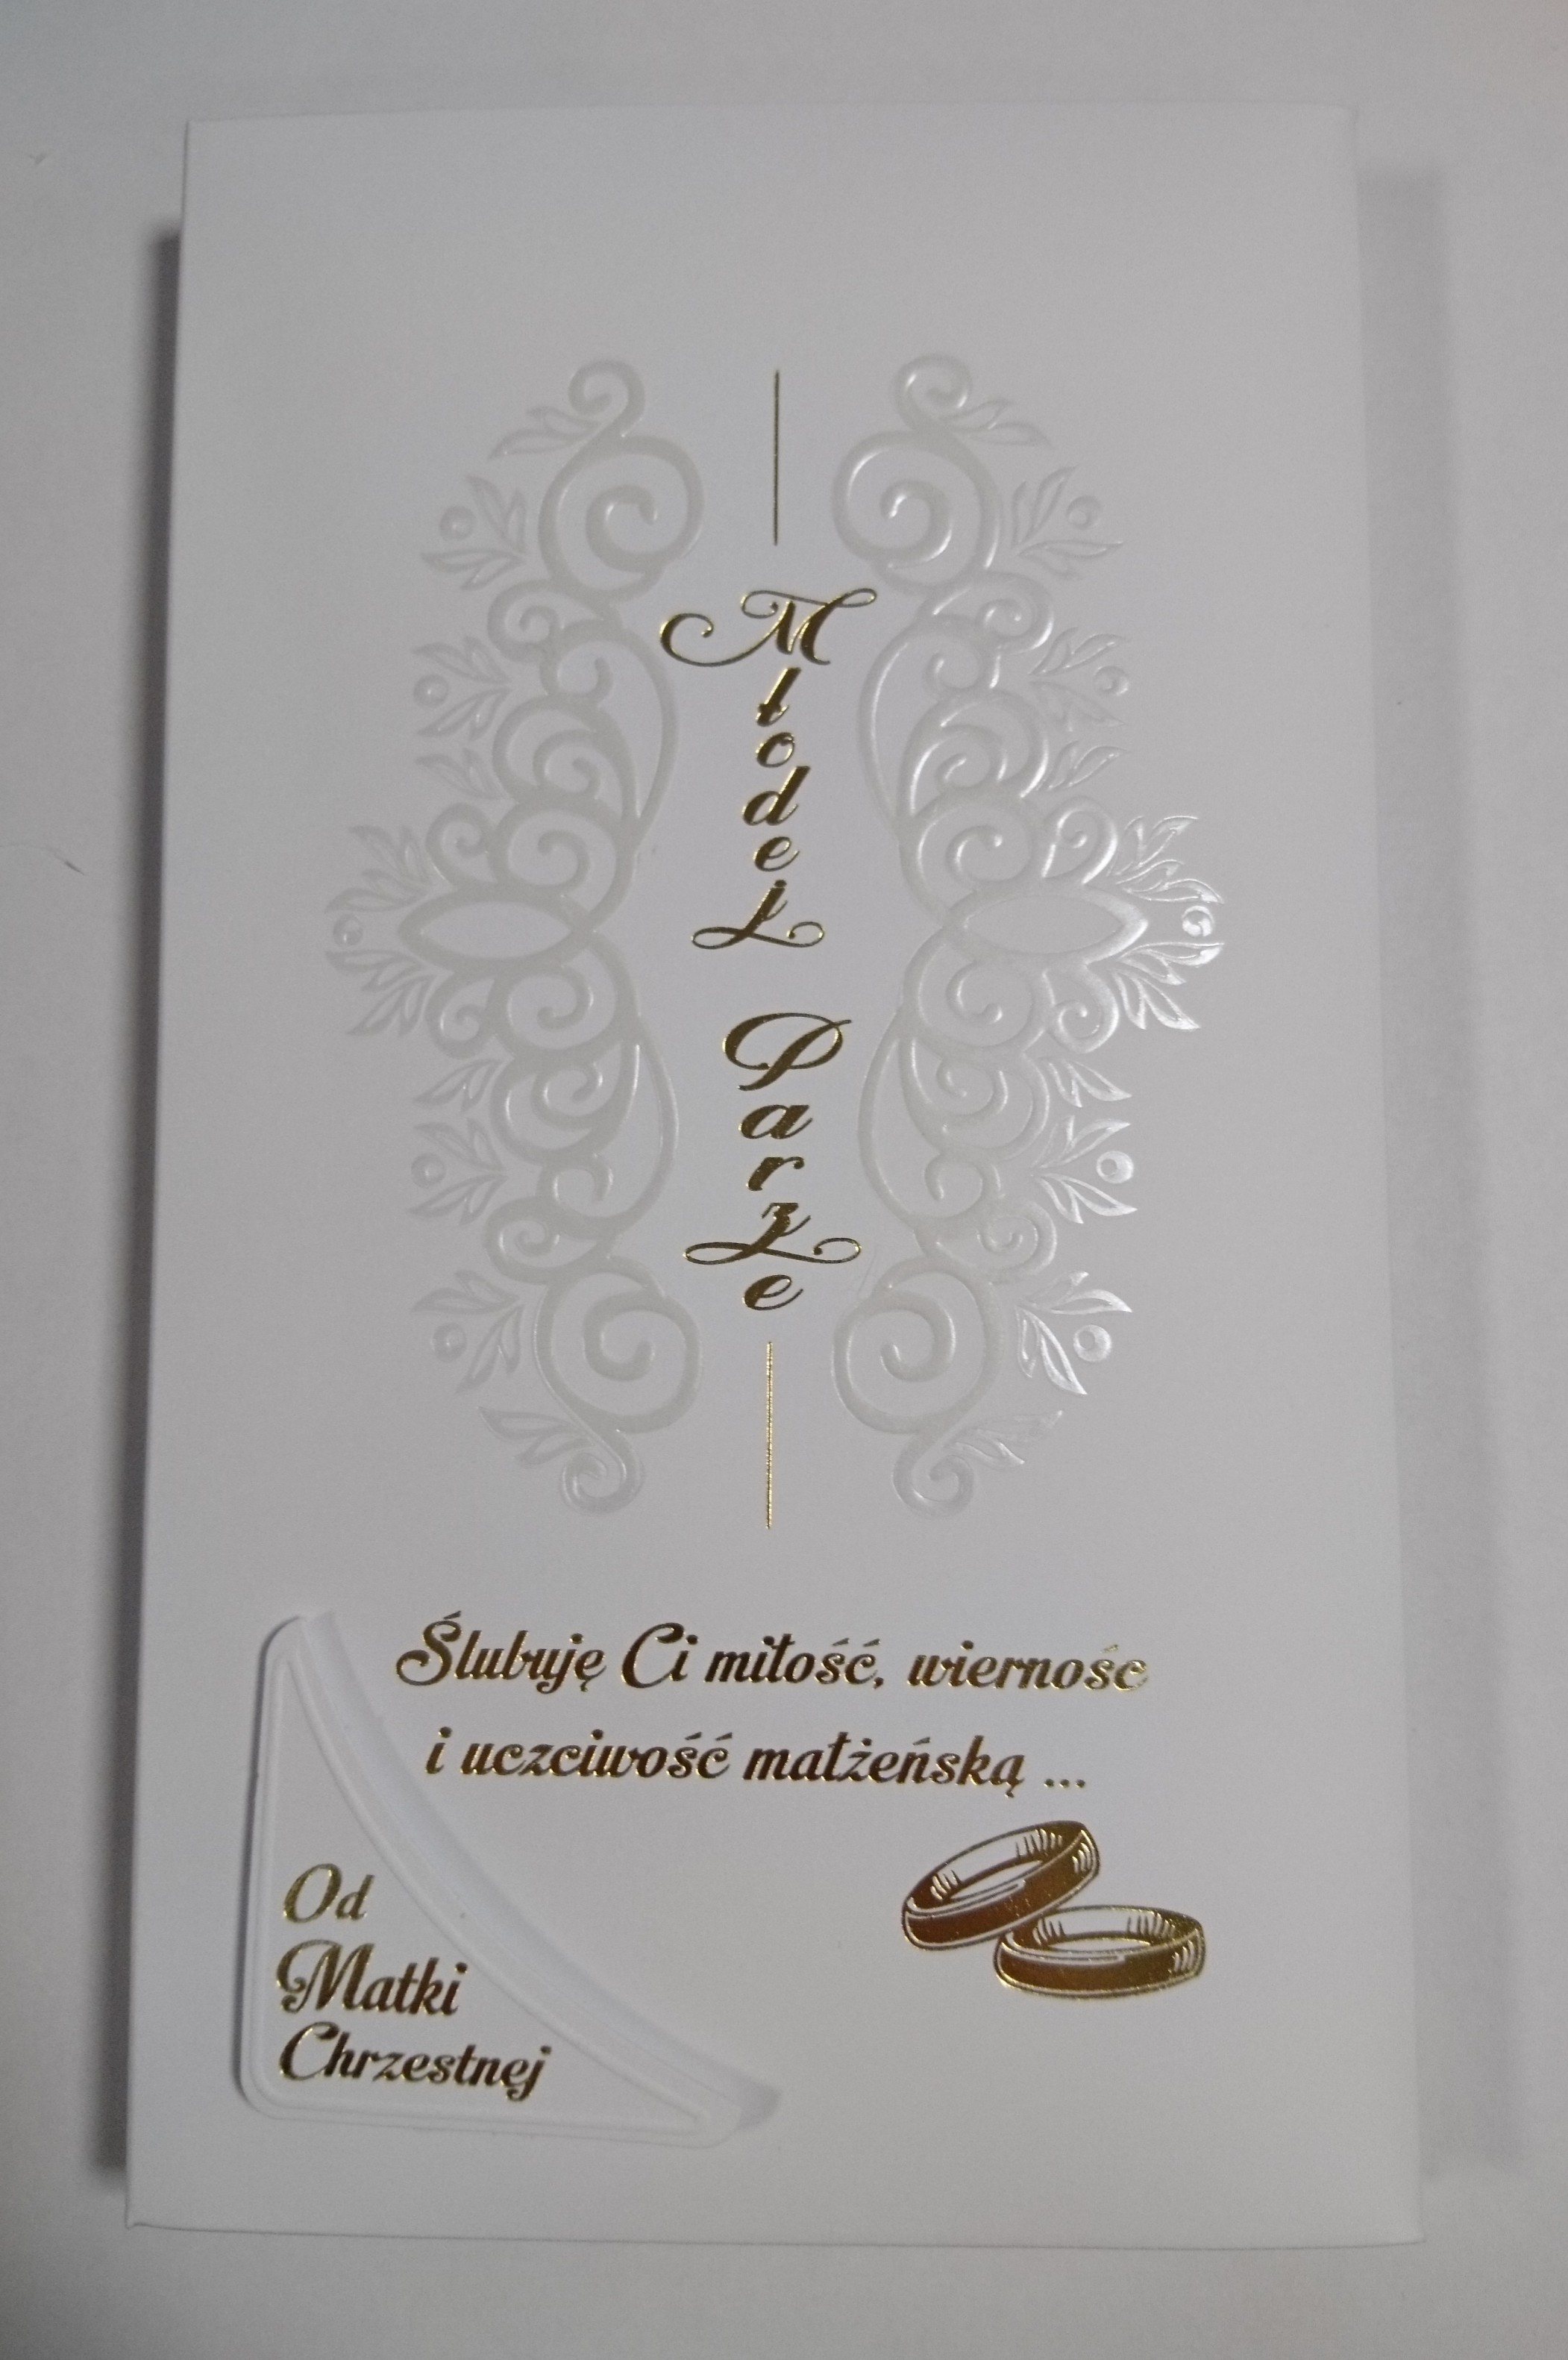 Młodej
Parze
Ślubuję Ci miłość, wierność
i uczciwość małżeńską ...
Od
Matki
Chrzestnej